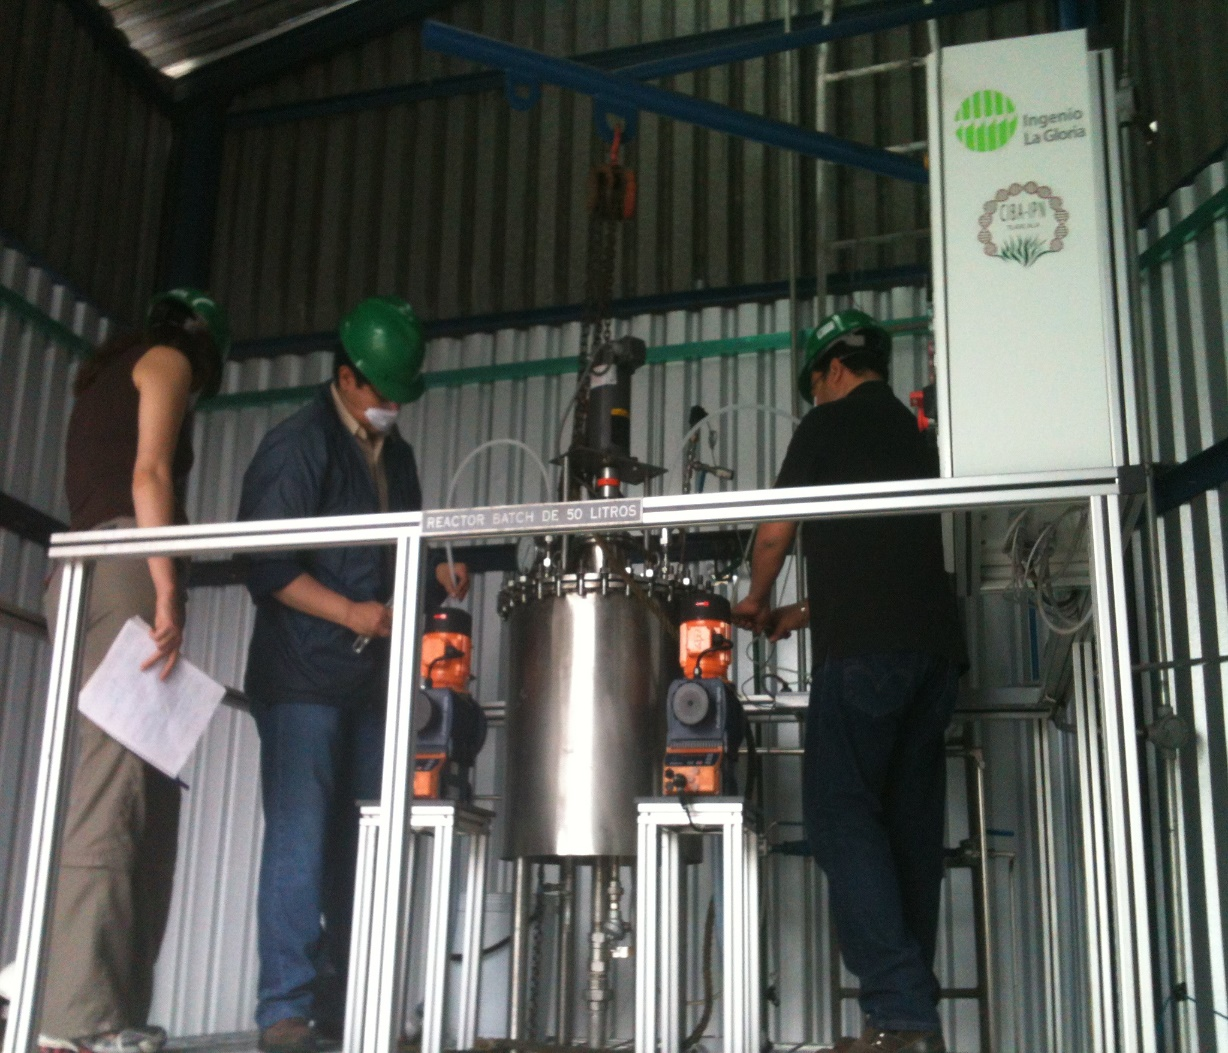 Ingenio
La Gloria
CIBA-IPN
REACTOR BATCH DE 50 LITROS